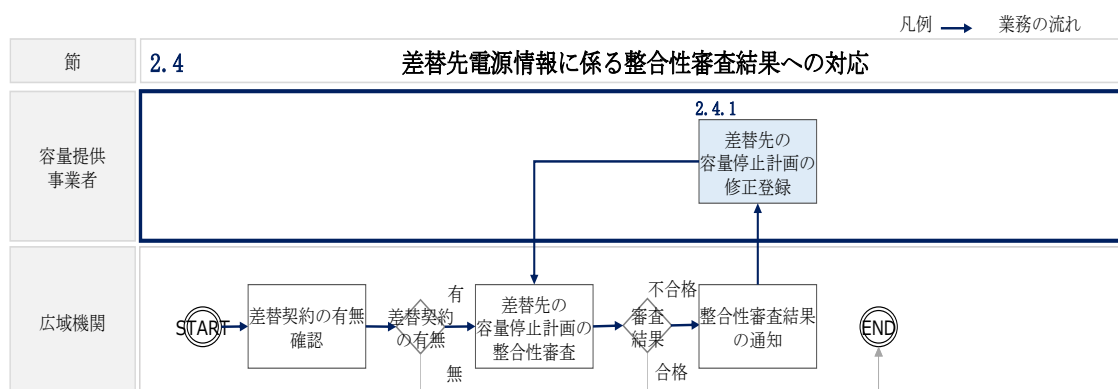 凡例 業務の流れ
節
2.4 差替先電源情報に係る整合性審査結果への対応
容量提供
事業者
2.4.1
差替先の
容量停止計画の
修正登録
広域機関
START
差替契約の有無
確認
差替契約
の有無
有
無
差替先の
容量停止計画の
整合性審査
審査
結果
不合格
合格
整合性審査結果
の通知
END